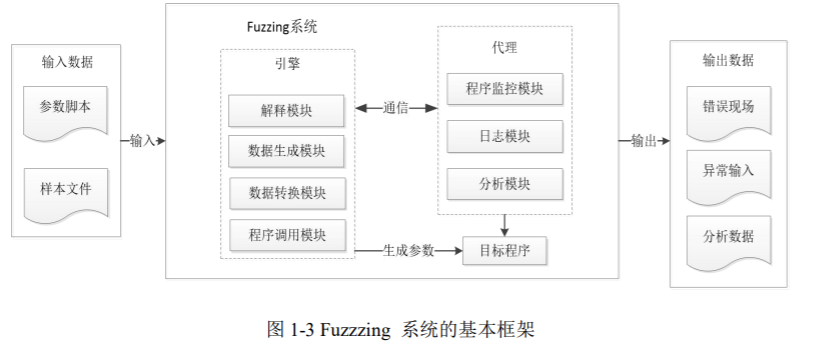 Fuzzing系统
输入数据
参数脚本
样本文件
输入
引擎
解释模块
数据生成模块
数据转换模块
程序调用模块
通信
生成参数
代理
程序监控模块
日志模块
分析模块
目标程序
输出
输出数据
错误现场
异常输入
分析数据
图 1-3 Fuzzzing 系统的基本框架